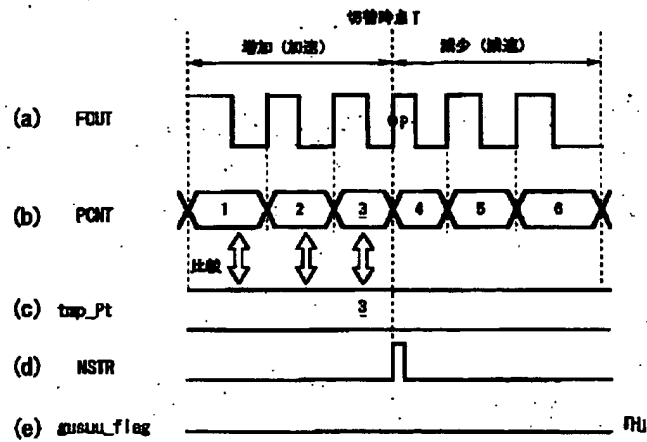 切替時点 T
増加 (加速) 減少 (減速)
(a) FOUT P
(b) PCNT 1 2 3 4 5 6
比較
(c) tmp_Pt 3
(d) NSTR
(e) gusuu_flag 「H」